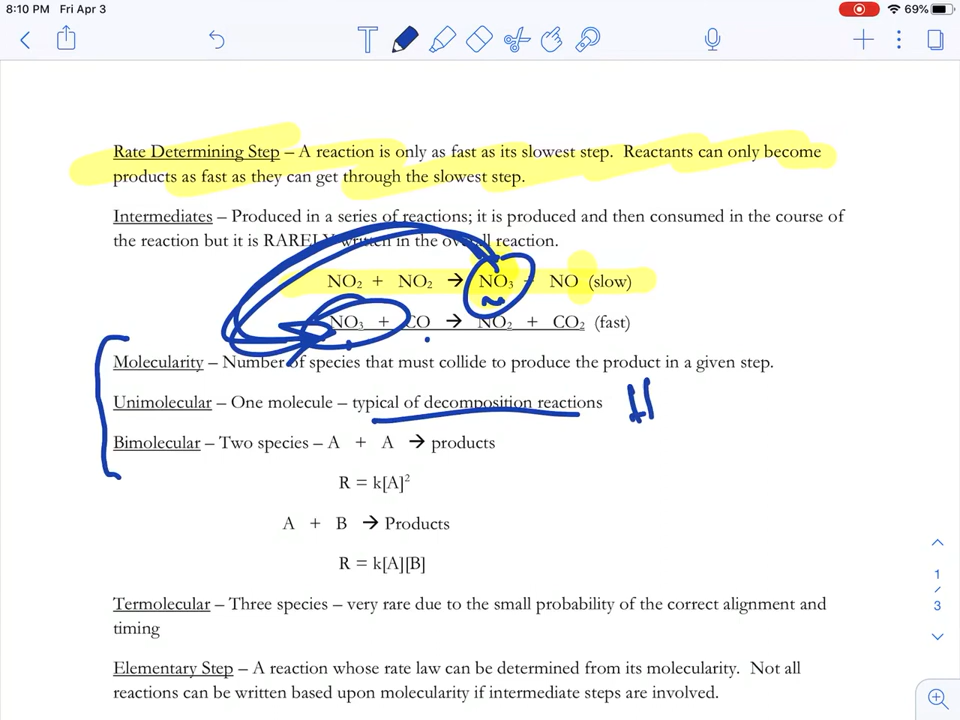 8:10 PM Fri Apr 3 69%
T
Rate Determining Step – A reaction is only as fast as its slowest step. Reactants can only become
products as fast as they can get through the slowest step.
Intermediates – Produced in a series of reactions; it is produced and then consumed in the course of
the reaction but it is RARELY written in the overall reaction.
NO₂ + NO₂ → NO₃ + NO (slow)
NO₃ + CO → NO₂ + CO₂ (fast)
Molecularity – Number of species that must collide to produce the product in a given step.
Unimolecular – One molecule – typical of decomposition reactions
Bimolecular – Two species – A + A → products
R = k[A]²
A + B → Products
R = k[A][B]
Termolecular – Three species – very rare due to the small probability of the correct alignment and
timing
Elementary Step – A reaction whose rate law can be determined from its molecularity. Not all
reactions can be written based upon molecularity if intermediate steps are involved.
1
/
3